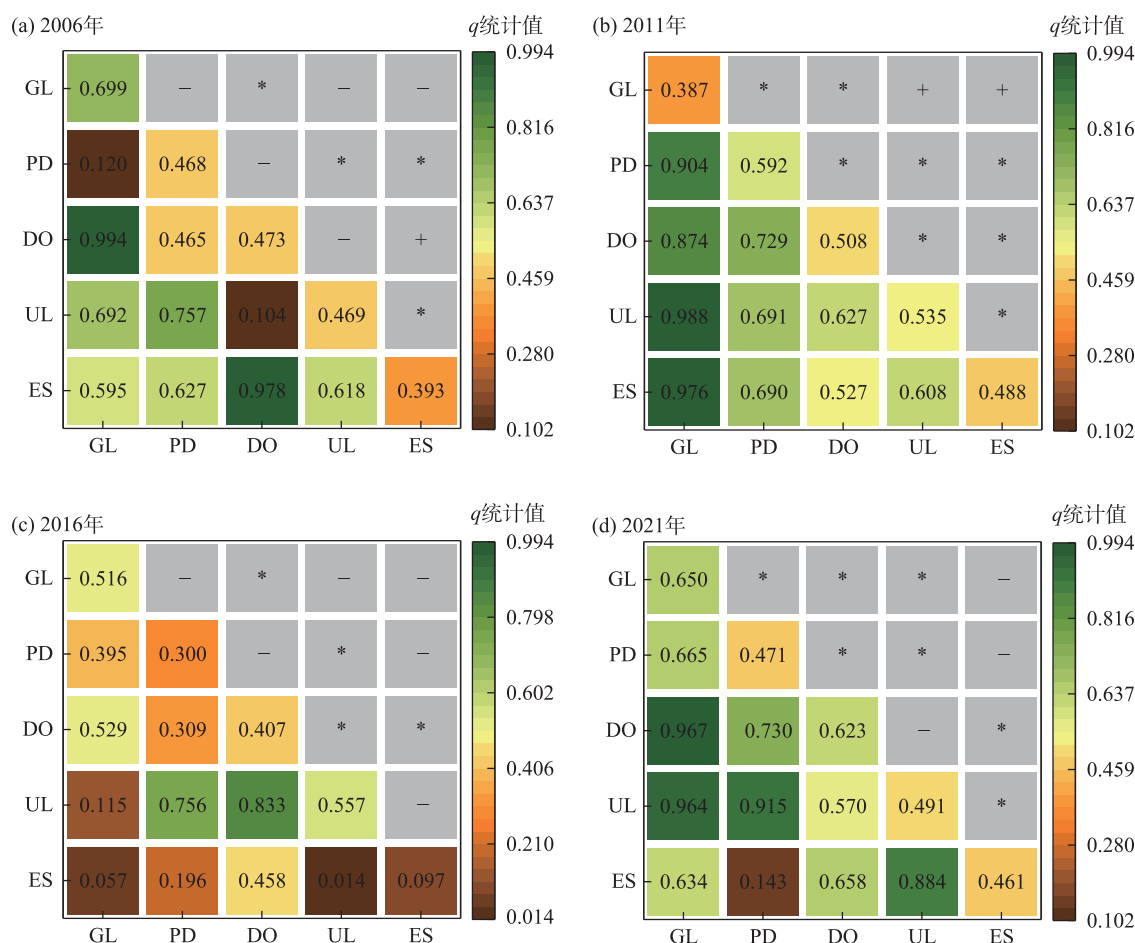 (a) 2006年
q统计值
GL 0.699 – * – –
PD 0.120 0.468 – * *
DO 0.994 0.465 0.473 – +
UL 0.692 0.757 0.104 0.469 *
ES 0.595 0.627 0.978 0.618 0.393
GL PD DO UL ES
0.994
0.816
0.637
0.459
0.280
0.102
(b) 2011年
q统计值
GL 0.387 * * + +
PD 0.904 0.592 * * *
DO 0.874 0.729 0.508 * *
UL 0.988 0.691 0.627 0.535 *
ES 0.976 0.690 0.527 0.608 0.488
GL PD DO UL ES
0.994
0.816
0.637
0.459
0.280
0.102
(c) 2016年
q统计值
GL 0.516 – * – –
PD 0.395 0.300 – * –
DO 0.529 0.309 0.407 * *
UL 0.115 0.756 0.833 0.557 –
ES 0.057 0.196 0.458 0.014 0.097
GL PD DO UL ES
0.994
0.798
0.602
0.406
0.210
0.014
(d) 2021年
q统计值
GL 0.650 * * * –
PD 0.665 0.471 * * –
DO 0.967 0.730 0.623 – *
UL 0.964 0.915 0.570 0.491 *
ES 0.634 0.143 0.658 0.884 0.461
GL PD DO UL ES
0.994
0.816
0.637
0.459
0.280
0.102